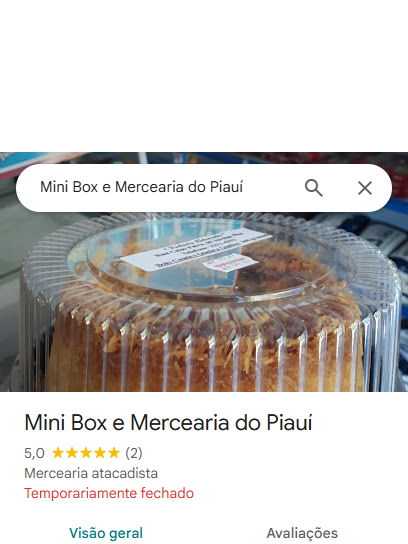 Mini Box e Mercearia do Piauí
Mini Box e Mercearia do Piauí
5,0 ★★★★★ (2)
Mercearia atacadista
Temporariamente fechado
Visão geral
Avaliações